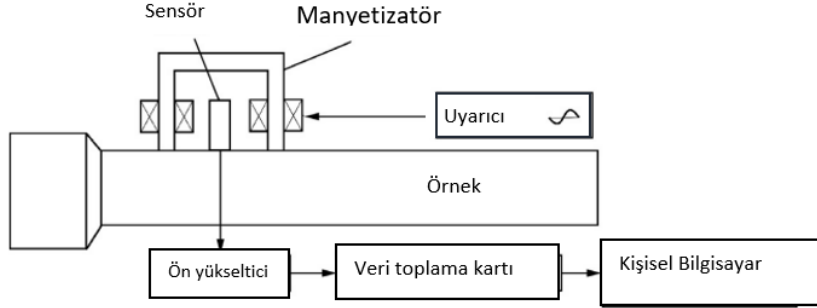 Sensör
Manyetizatör
Uyarıcı
Örnek
Ön yükseltici
Veri toplama kartı
Kişisel Bilgisayar